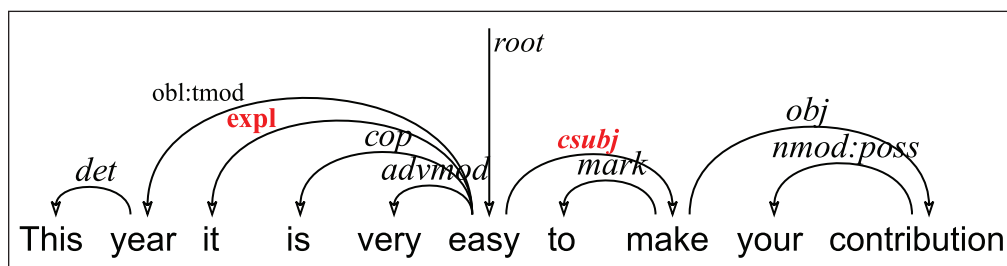 root
obl:tmod
expl
obj
cop
csubj
nmod:poss
det
advmod
mark
This year it is very easy to make your contribution